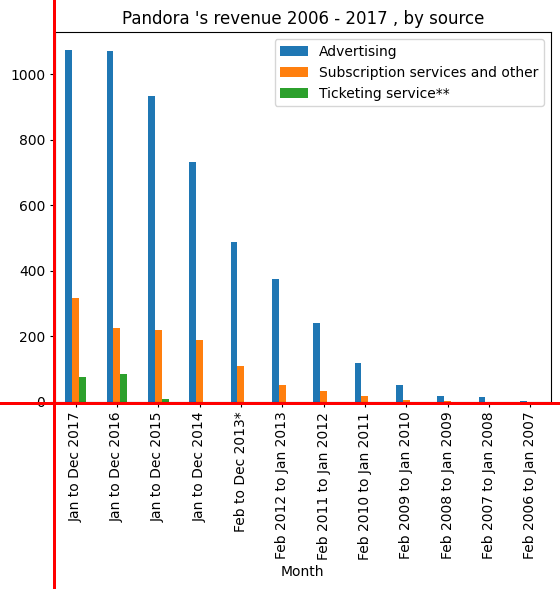 Pandora 's revenue 2006 - 2017 , by source
Advertising
Subscription services and other
Ticketing service**
1000
800
600
400
200
0
Jan to Dec 2017
Jan to Dec 2016
Jan to Dec 2015
Jan to Dec 2014
Feb to Dec 2013*
Feb 2012 to Jan 2013
Feb 2011 to Jan 2012
Feb 2010 to Jan 2011
Feb 2009 to Jan 2010
Feb 2008 to Jan 2009
Feb 2007 to Jan 2008
Feb 2006 to Jan 2007
Month